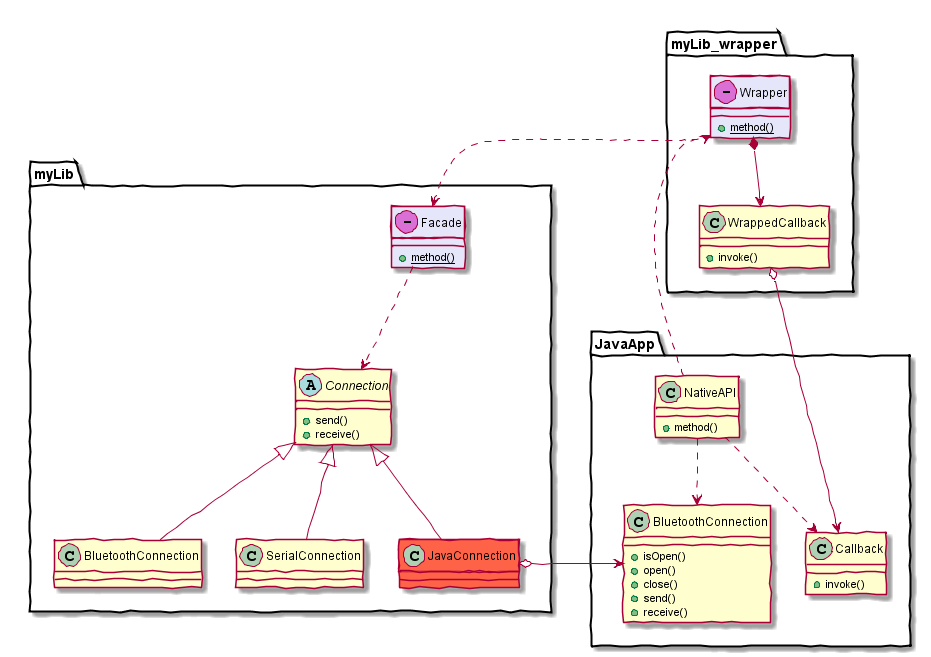 myLib_wrapper
Wrapper
method()
WrappedCallback
invoke()
myLib
Facade
method()
A
Connection
send()
receive()
C
BluetoothConnection
C
SerialConnection
C
JavaConnection
JavaApp
C
NativeAPI
method()
C
BluetoothConnection
isOpen()
open()
close()
send()
receive()
C
Callback
invoke()